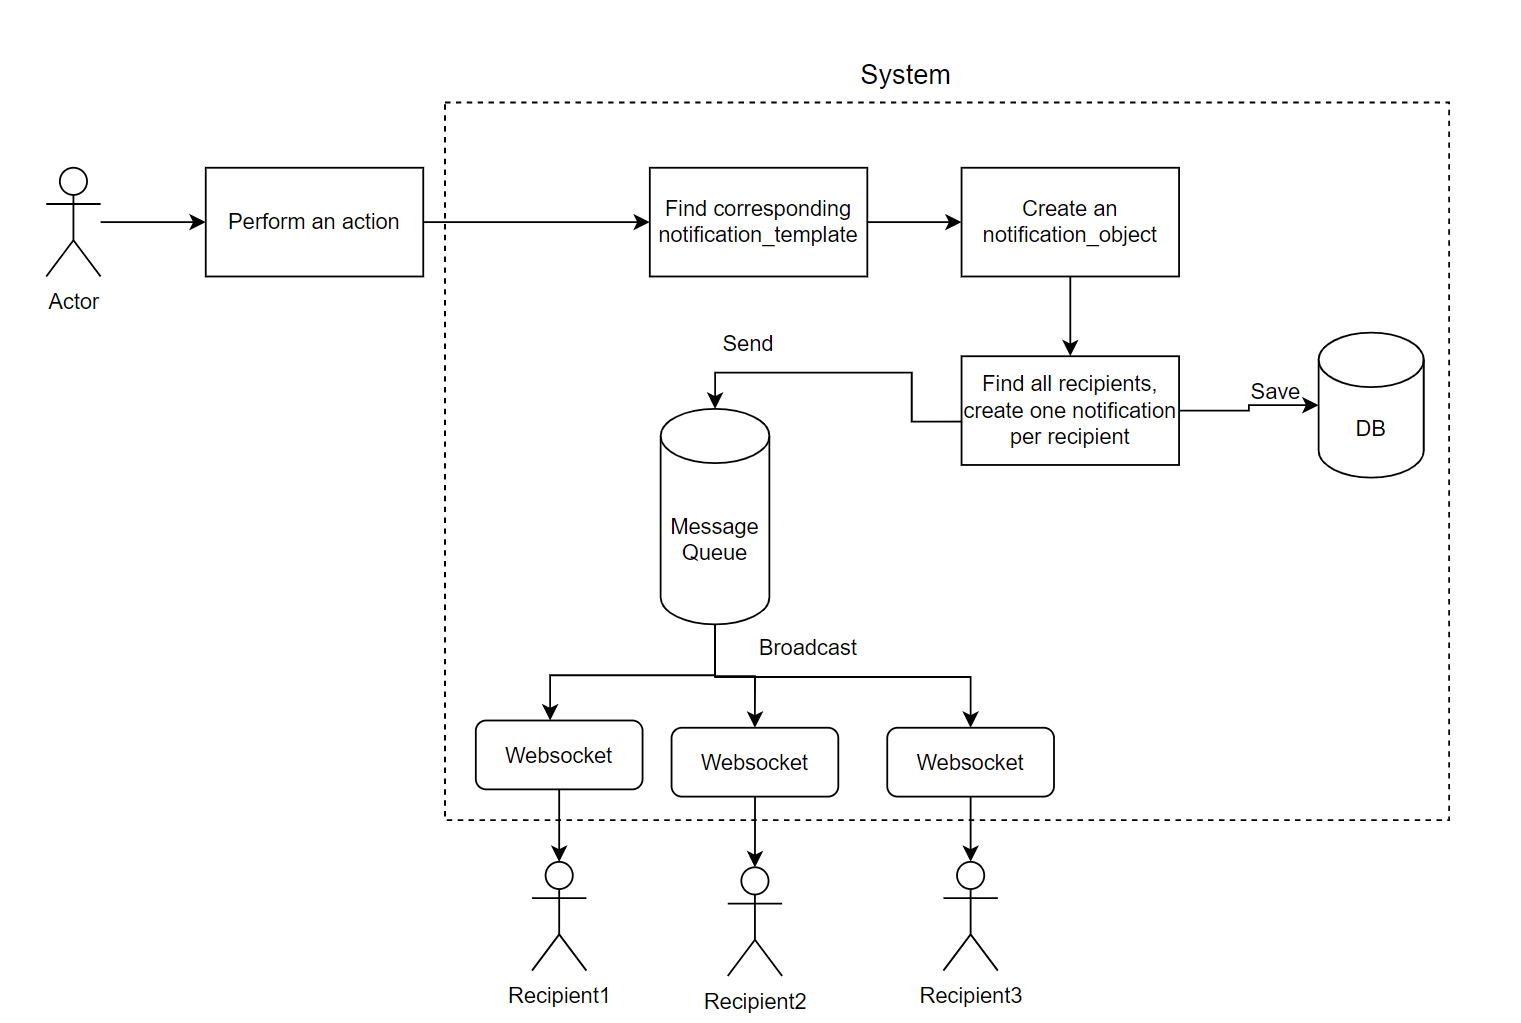 System
Perform an action
Find corresponding
notification_template
Create an
notification_object
Actor
Send
Find all recipients,
create one notification
per recipient
Save
DB
Message
Queue
Broadcast
Websocket
Websocket
Websocket
Recipient1
Recipient2
Recipient3